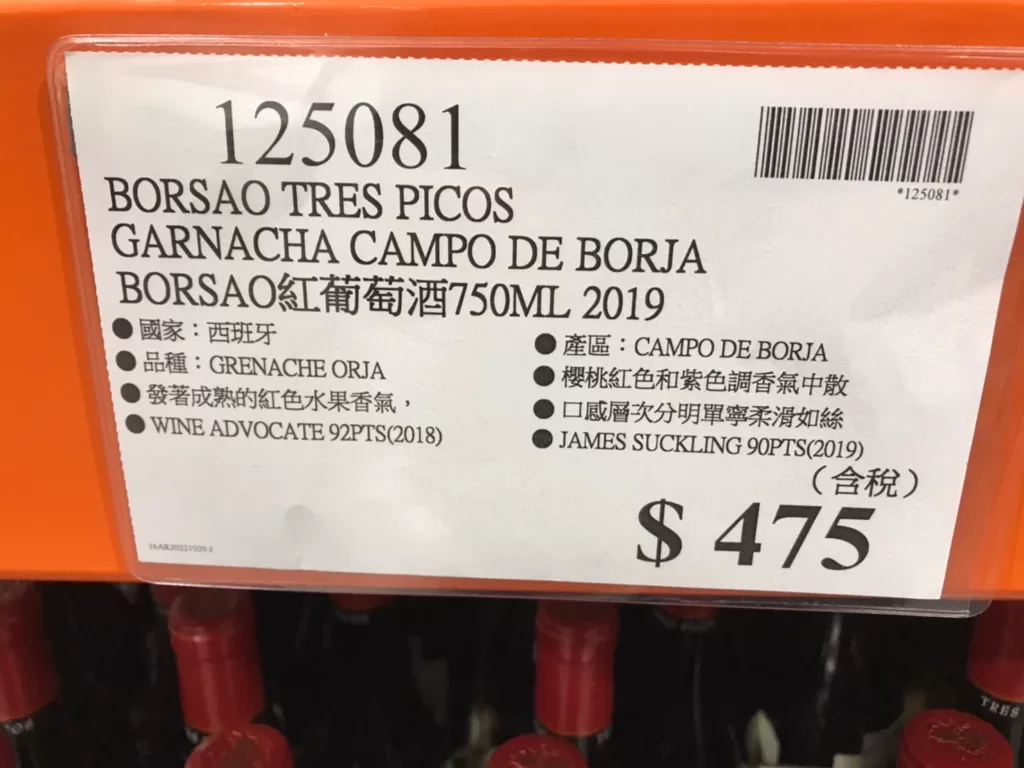 125081
*125081*
BORSAO TRES PICOS
GARNACHA CAMPO DE BORJA
BORSAO紅葡萄酒750ML 2019
●國家：西班牙
●品種：GRENACHE ORJA
●發著成熟的紅色水果香氣，
●WINE ADVOCATE 92PTS(2018)
●產區：CAMPO DE BORJA
●櫻桃紅色和紫色調香氣中散
●口感層次分明單寧柔滑如絲
●JAMES SUCKLING 90PTS(2019)
（含稅）
$ 475
TRES